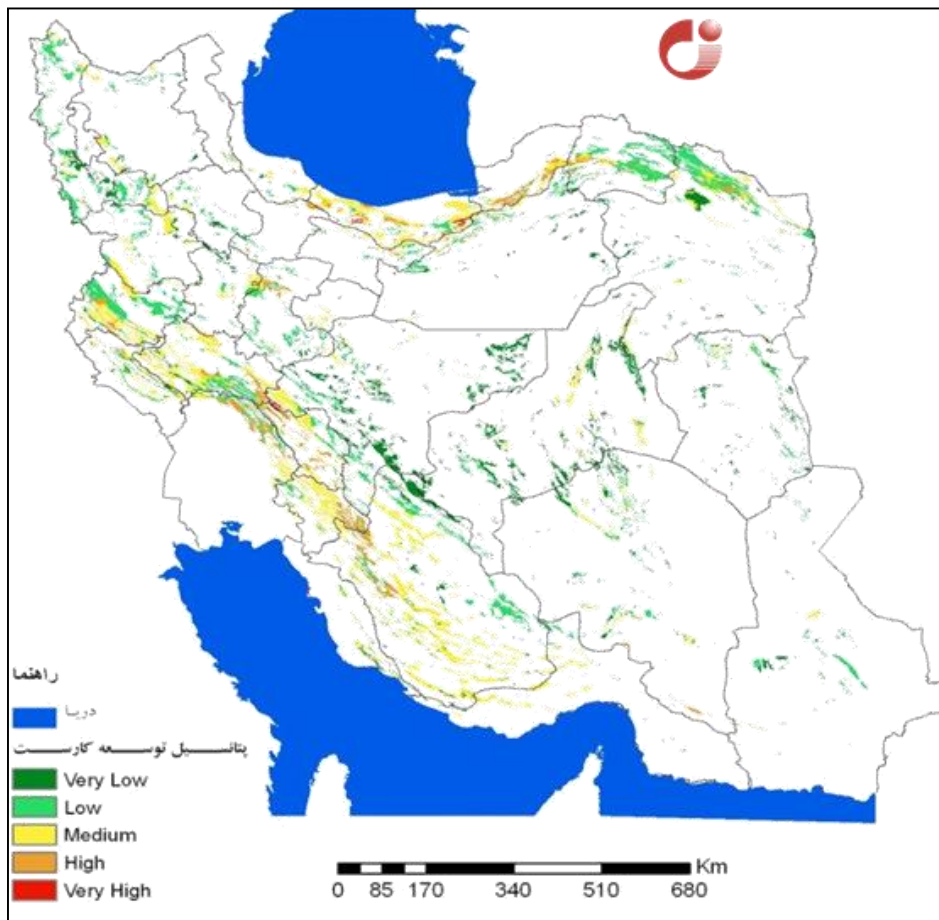 راهنما
دریا
پتانسیل توسعه کارست
Very Low
Low
Medium
High
Very High
Km
0 85 170 340 510 680